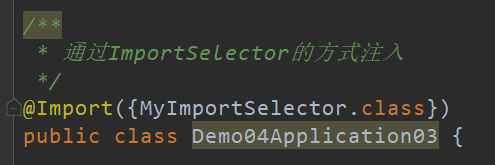 /**
 * 通过ImportSelector的方式注入
 */
@Import({MyImportSelector.class})
public class Demo04Application03 {